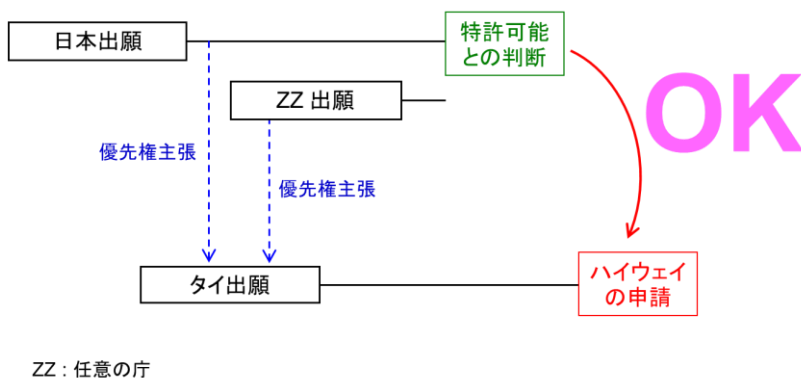 日本出願
特許可能
との判断
OK
ZZ 出願
優先権主張
優先権主張
タイ出願
ハイウェイ
の申請
ZZ : 任意の庁